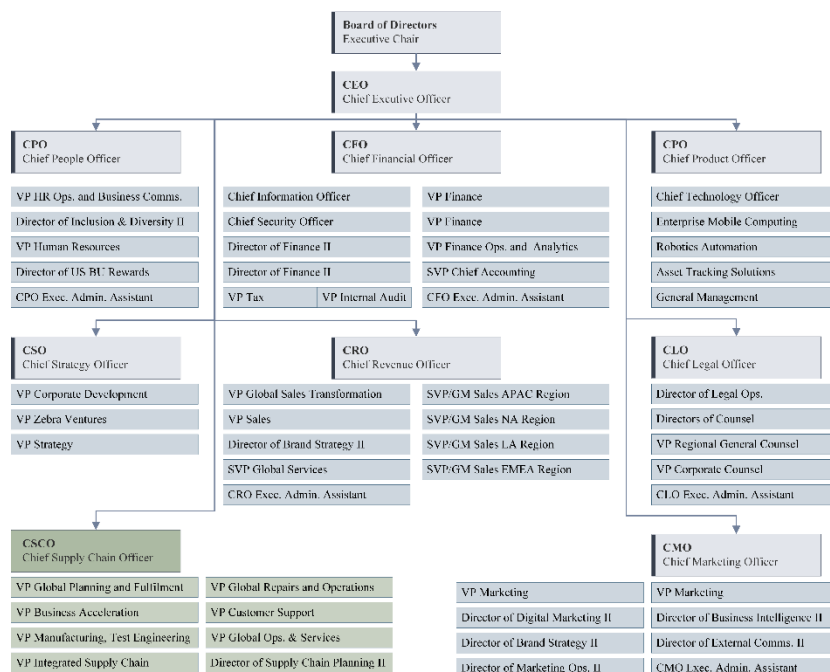 Board of Directors
Executive Chair
CEO
Chief Executive Officer
CPO
Chief People Officer
VP HR Ops. and Business Comms.
Director of Inclusion & Diversity II
VP Human Resources
Director of US BU Rewards
CPO Exec. Admin. Assistant
CFO
Chief Financial Officer
Chief Information Officer
Chief Security Officer
Director of Finance II
Director of Finance II
VP Tax
VP Internal Audit
VP Finance
VP Finance
VP Finance Ops. and Analytics
SVP Chief Accounting
CFO Exec. Admin. Assistant
CPO
Chief Product Officer
Chief Technology Officer
Enterprise Mobile Computing
Robotics Automation
Asset Tracking Solutions
General Management
CSO
Chief Strategy Officer
VP Corporate Development
VP Zebra Ventures
VP Strategy
CRO
Chief Revenue Officer
VP Global Sales Transformation
VP Sales
Director of Brand Strategy II
SVP Global Services
CRO Exec. Admin. Assistant
SVP/GM Sales APAC Region
SVP/GM Sales NA Region
SVP/GM Sales LA Region
SVP/GM Sales EMEA Region
CLO
Chief Legal Officer
Director of Legal Ops.
Directors of Counsel
VP Regional General Counsel
VP Corporate Counsel
CLO Exec. Admin. Assistant
CSCO
Chief Supply Chain Officer
VP Global Planning and Fulfilment
VP Business Acceleration
VP Manufacturing, Test Engineering
VP Integrated Supply Chain
VP Global Repairs and Operations
VP Customer Support
VP Global Ops. & Services
Director of Supply Chain Planning II
CMO
Chief Marketing Officer
VP Marketing
Director of Digital Marketing II
Director of Brand Strategy II
Director of Marketing Ops. II
VP Marketing
Director of Business Intelligence II
Director of External Comms. II
CMO Exec. Admin. Assistant